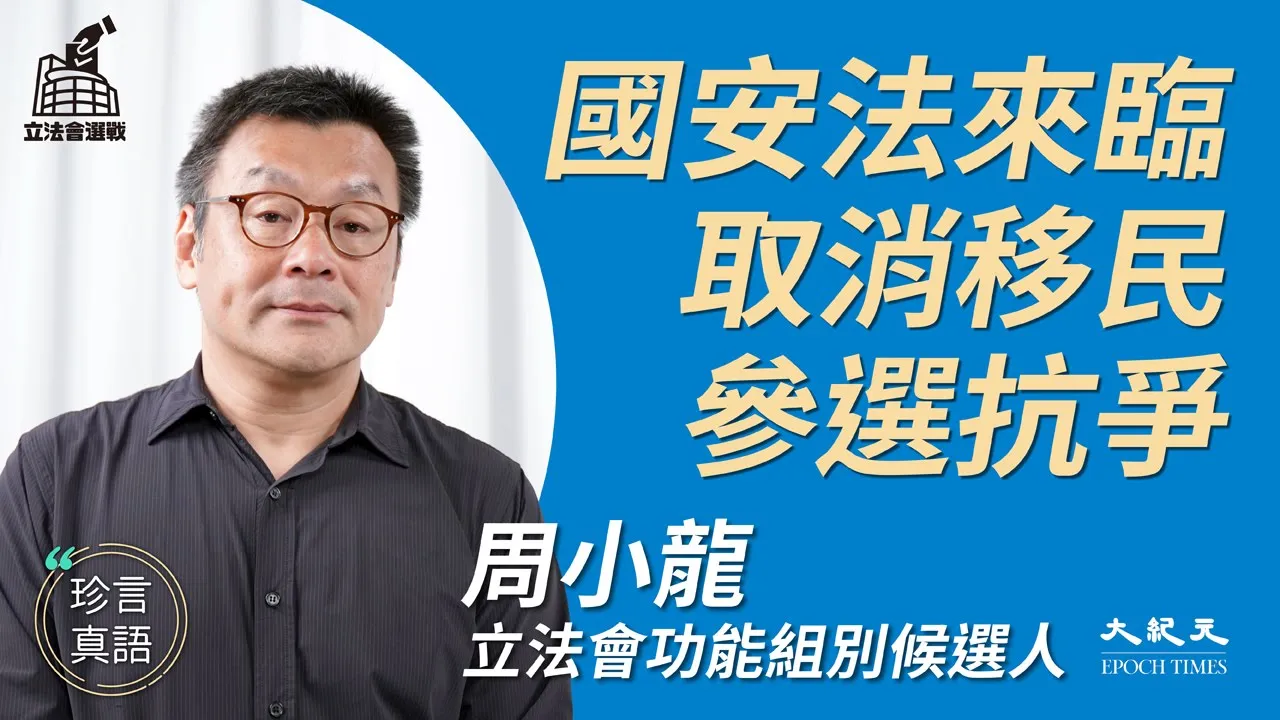 立法會選戰
國安法來臨
取消移民
參選抗爭
周小龍
立法會功能組別候選人
珍言
真語
大紀元
EPOCH TIMES